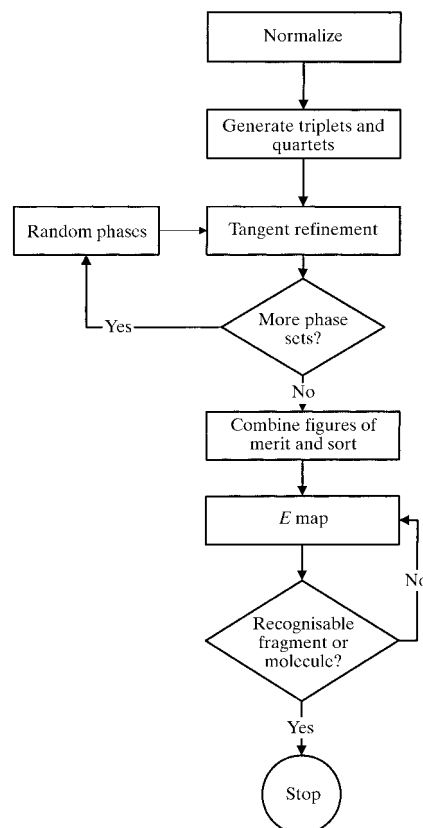 Normalize
Generate triplets and
quartets
Random phases
Tangent refinement
More phase
sets?
Yes
No
Combine figures of
merit and sort
E map
No
Recognisable
fragment or
molecule?
Yes
Stop